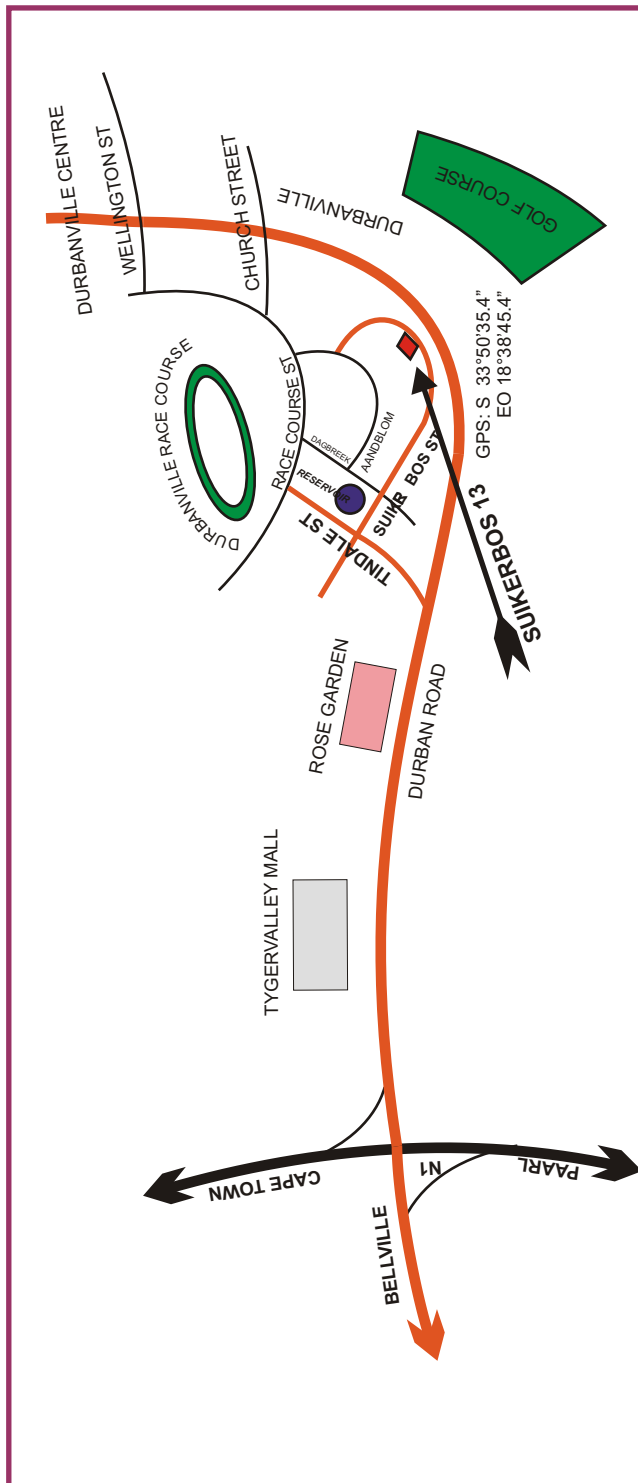 DURBANVILLE CENTRE
WELLINGTON ST
CHURCH STREET
DURBANVILLE
GOLF COURSE
DURBANVILLE RACE COURSE
RACE COURSE ST
DAGBREEK
AANDBLOM
RESERVOIR
SUIKR BOS ST
TINDALE ST
GPS: S 33°50'35.4”
EO 18°38'45.4”
SUIKERBOS 13
ROSE GARDEN
DURBAN ROAD
TYGERVALLEY MALL
CAPE TOWN
N1
PAARL
BELLVILLE